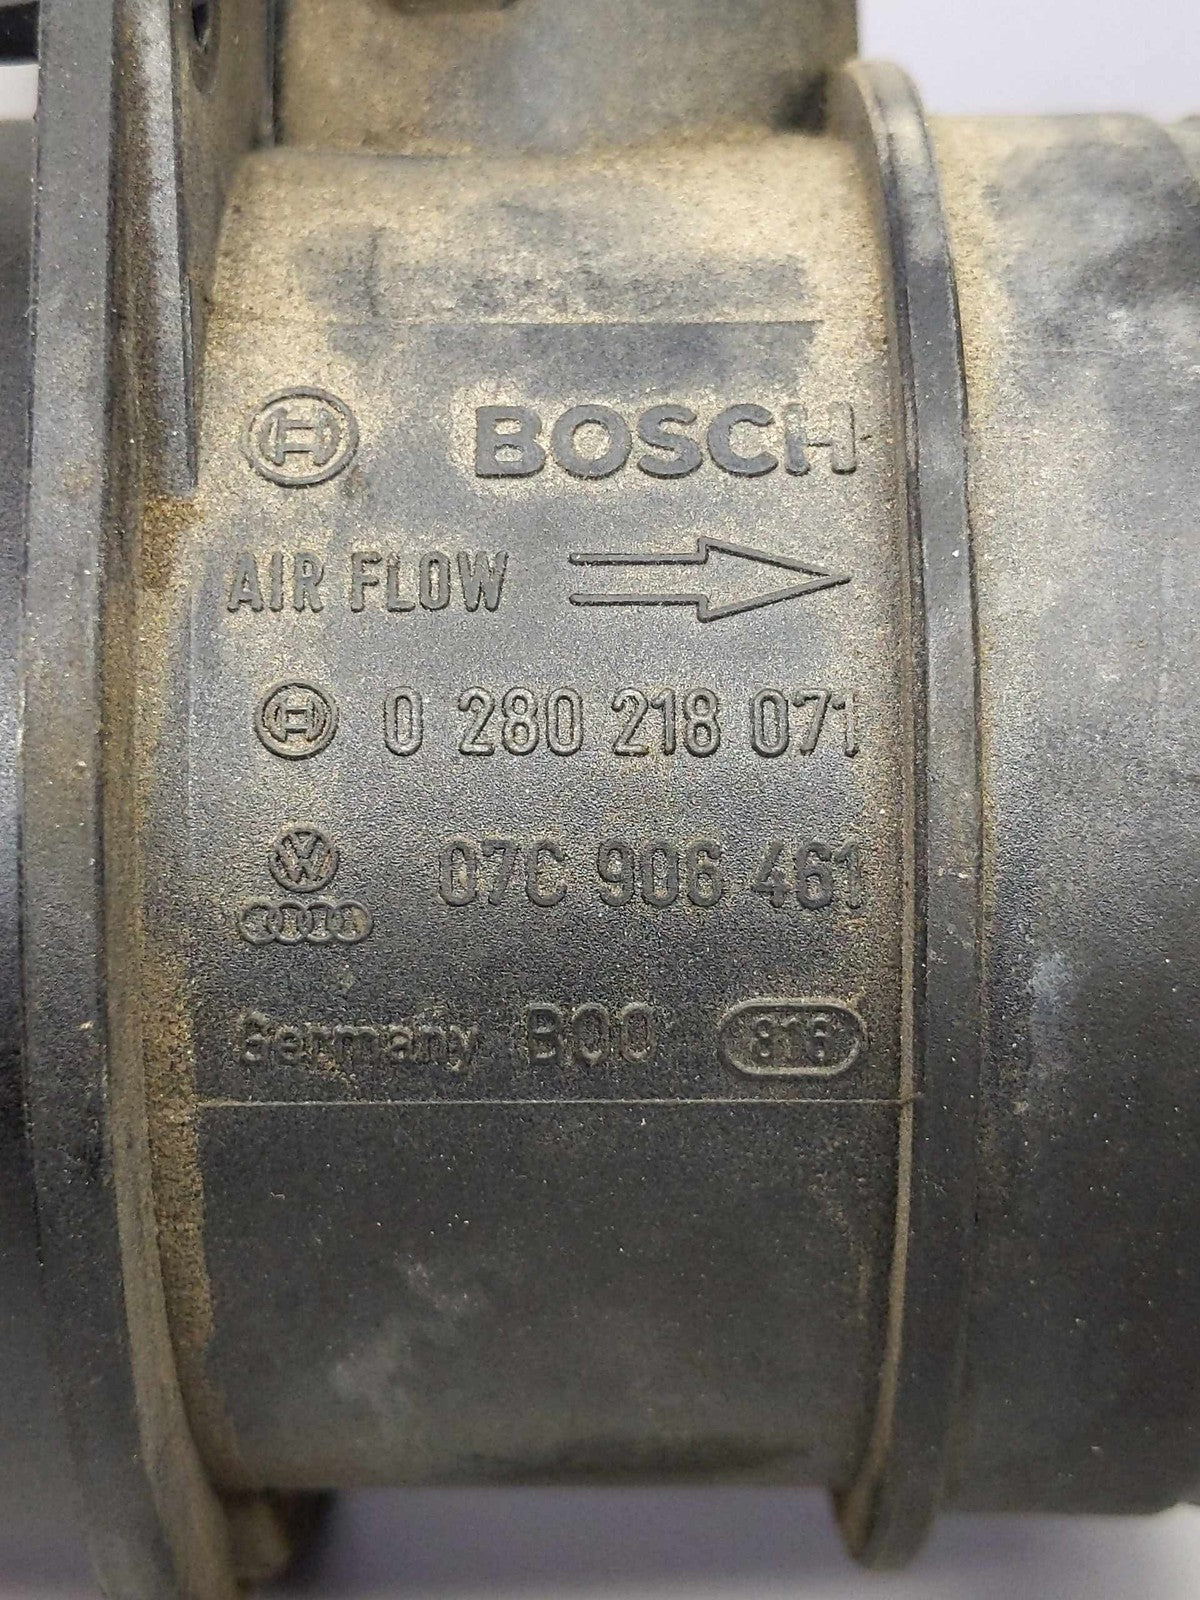 BOSCH
AIR FLOW
0 280 218 071
07C 906 461
Germany B00 816